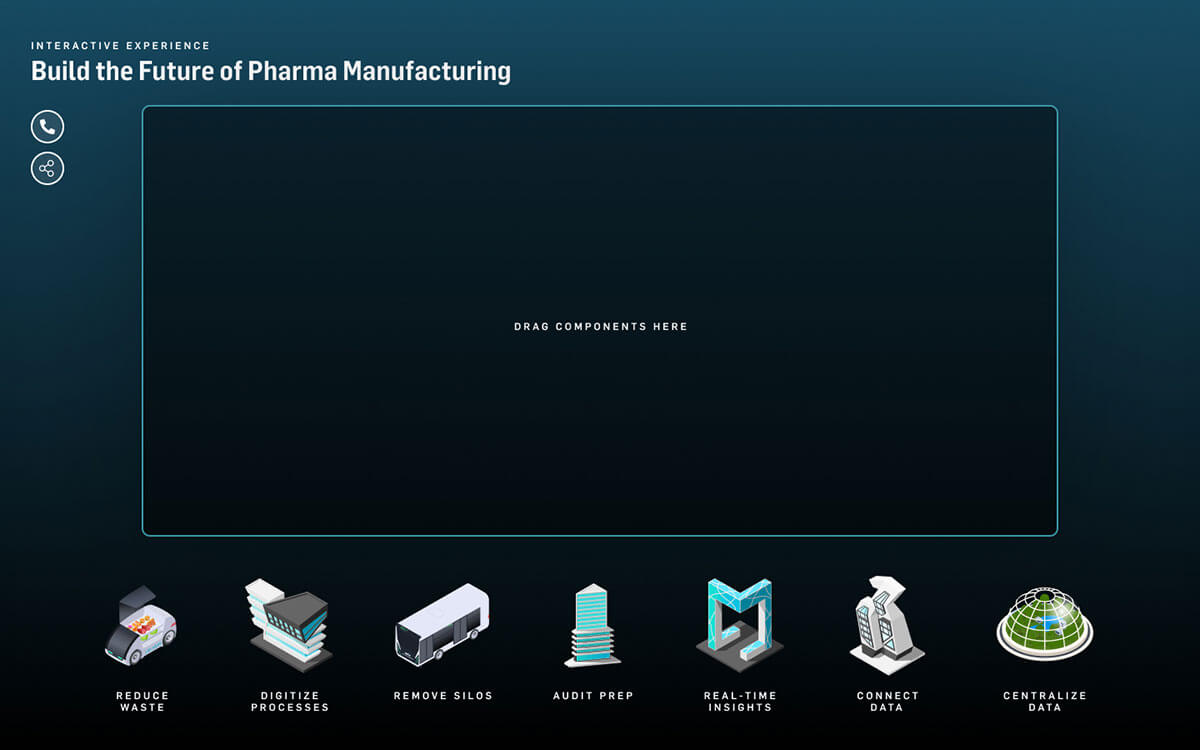 INTERACTIVE EXPERIENCE
Build the Future of Pharma Manufacturing
DRAG COMPONENTS HERE
REDUCE
WASTE
DIGITIZE
PROCESSES
REMOVE SILOS
AUDIT PREP
REAL-TIME
INSIGHTS
CONNECT
DATA
CENTRALIZE
DATA